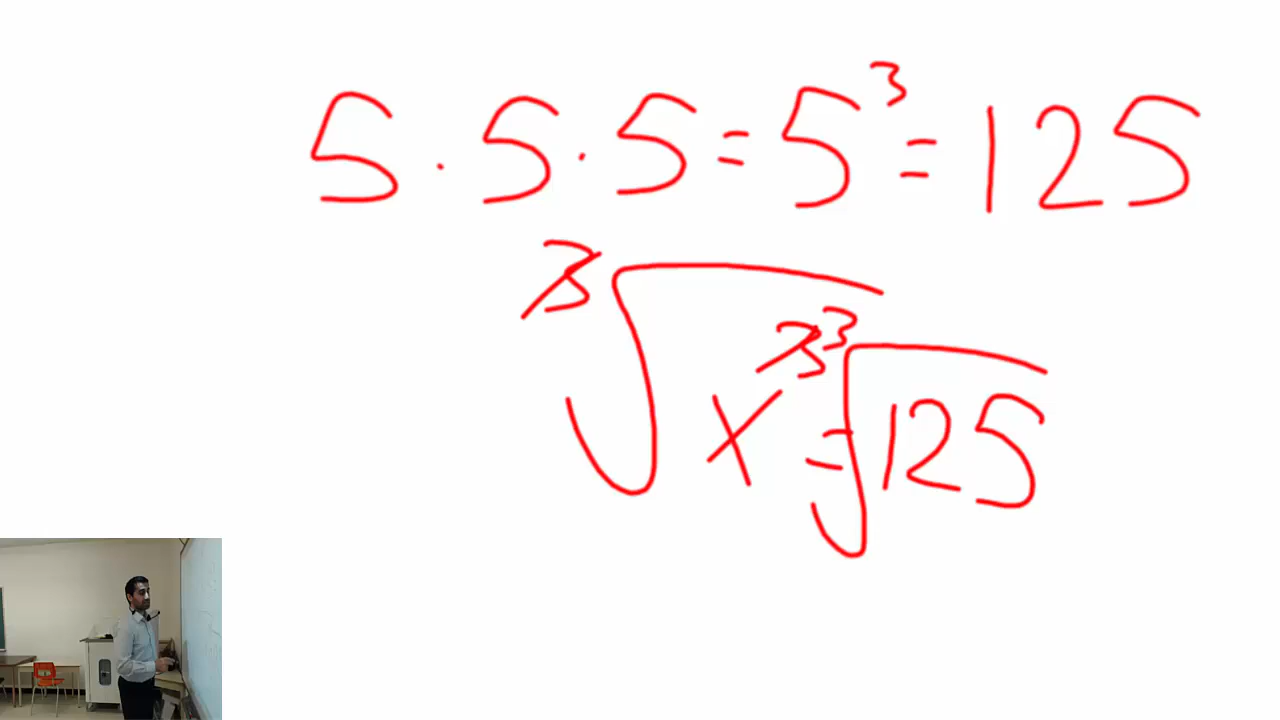 5 · 5 · 5 = 5³ = 125
∛x³ = ∛125